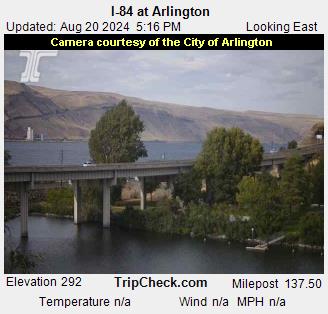 I-84 at Arlington
Updated: Aug 20 2024 5:16 PM Looking East
Camera courtesy of the City of Arlington
Elevation 292 TripCheck.com Milepost 137.50
Temperature n/a Wind n/a MPH n/a